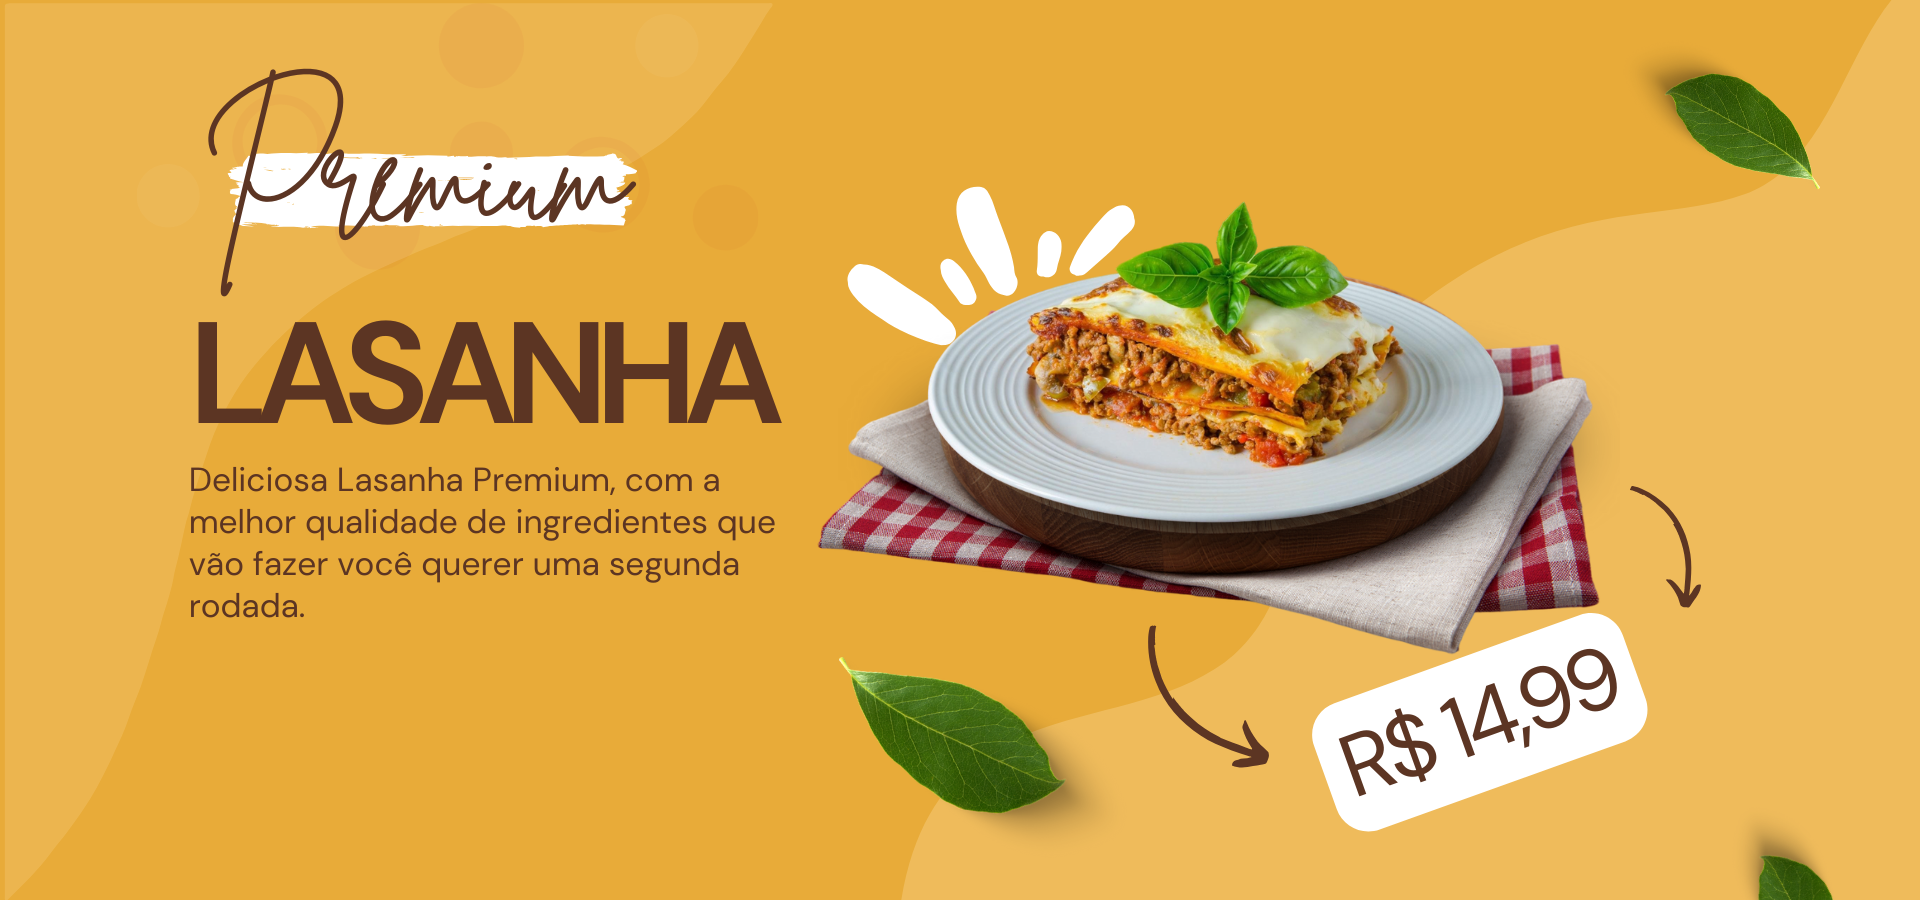 Premium
LASANHA
Deliciosa Lasanha Premium, com a
melhor qualidade de ingredientes que
vão fazer você querer uma segunda
rodada.
R$ 14,99